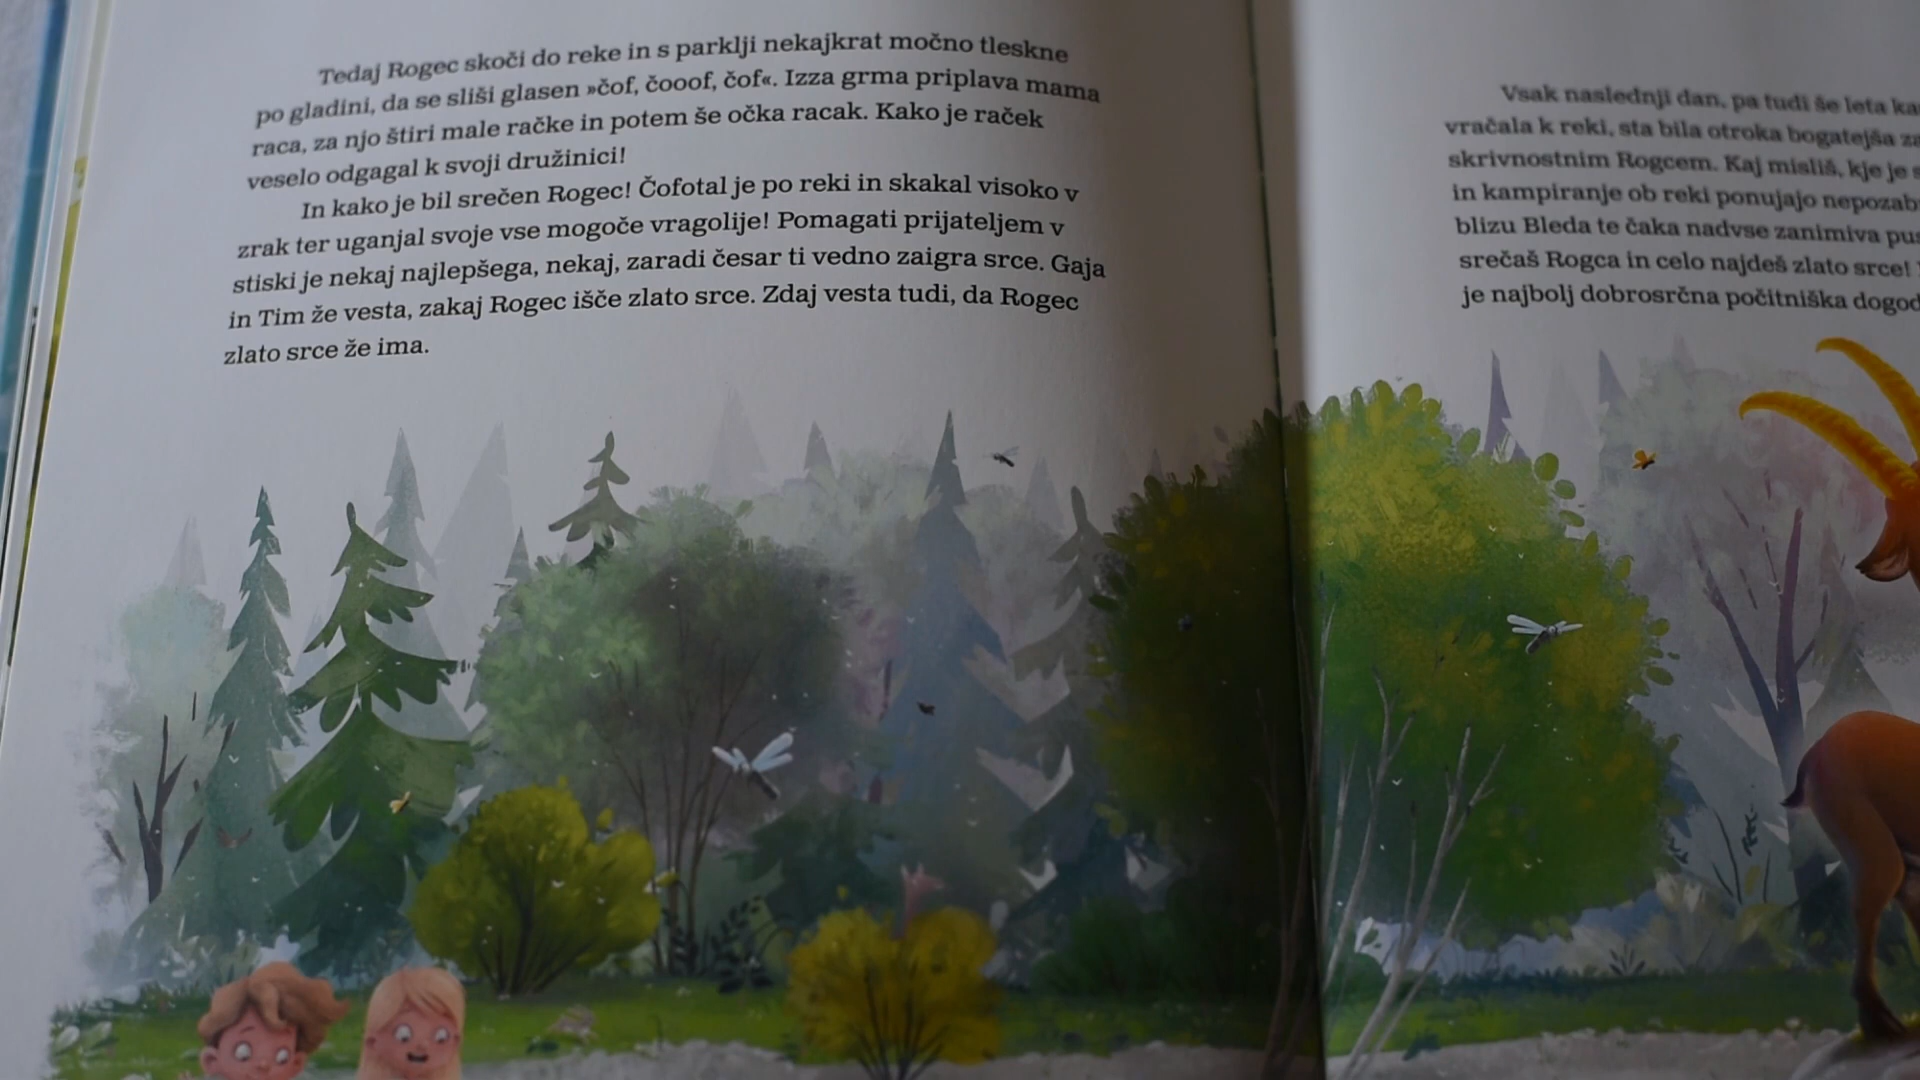 Tedaj Rogec skoči do reke in s parklji nekajkrat močno tleskne
po gladini, da se sliši glasen »čof, čooof, čof«. Izza grma priplava mama
raca, za njo štiri male račke in potem še očka racak. Kako je raček
veselo odgagal k svoji družinici!
In kako je bil srečen Rogec! Čofotal je po reki in skakal visoko v
zrak ter uganjal svoje vse mogoče vragolije! Pomagati prijateljem v
stiski je nekaj najlepšega, nekaj, zaradi česar ti vedno zaigra srce. Gaja
in Tim že vesta, zakaj Rogec išče zlato srce. Zdaj vesta tudi, da Rogec
zlato srce že ima.
Vsak naslednji dan, pa tudi še leta
vračala k reki, sta bila otroka bogatejša
skrivnostnim Rogcem. Kaj misliš, kje je
in kampiranje ob reki ponujajo
blizu Bleda te čaka nadvse zanimiva
srečaš Rogca in celo najdeš zlato srce!
je najbolj dobrosrčna počitniška